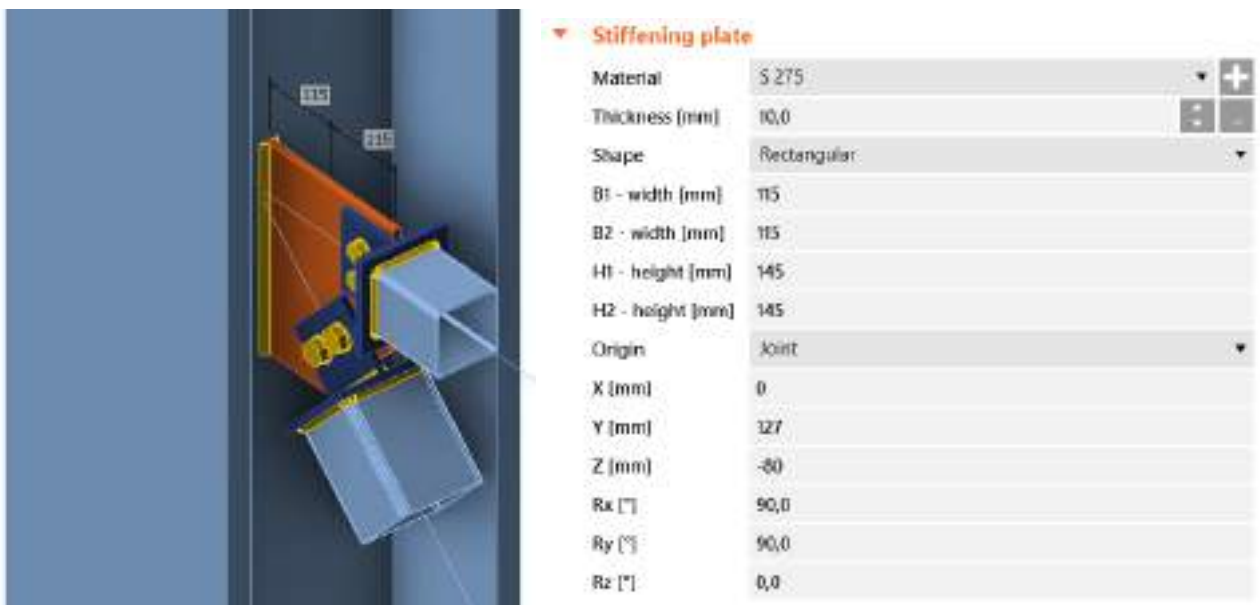 115
115
Stiffening plate
Material S 275
Thickness [mm] 10,0
Shape Rectangular
B1 - width [mm] 115
B2 - width [mm] 115
H1 - height [mm] 145
H2 - height [mm] 145
Origin Joint
X [mm] 0
Y [mm] 127
Z [mm] -80
Rx [°] 90,0
Ry [°] 90,0
Rz [°] 0,0